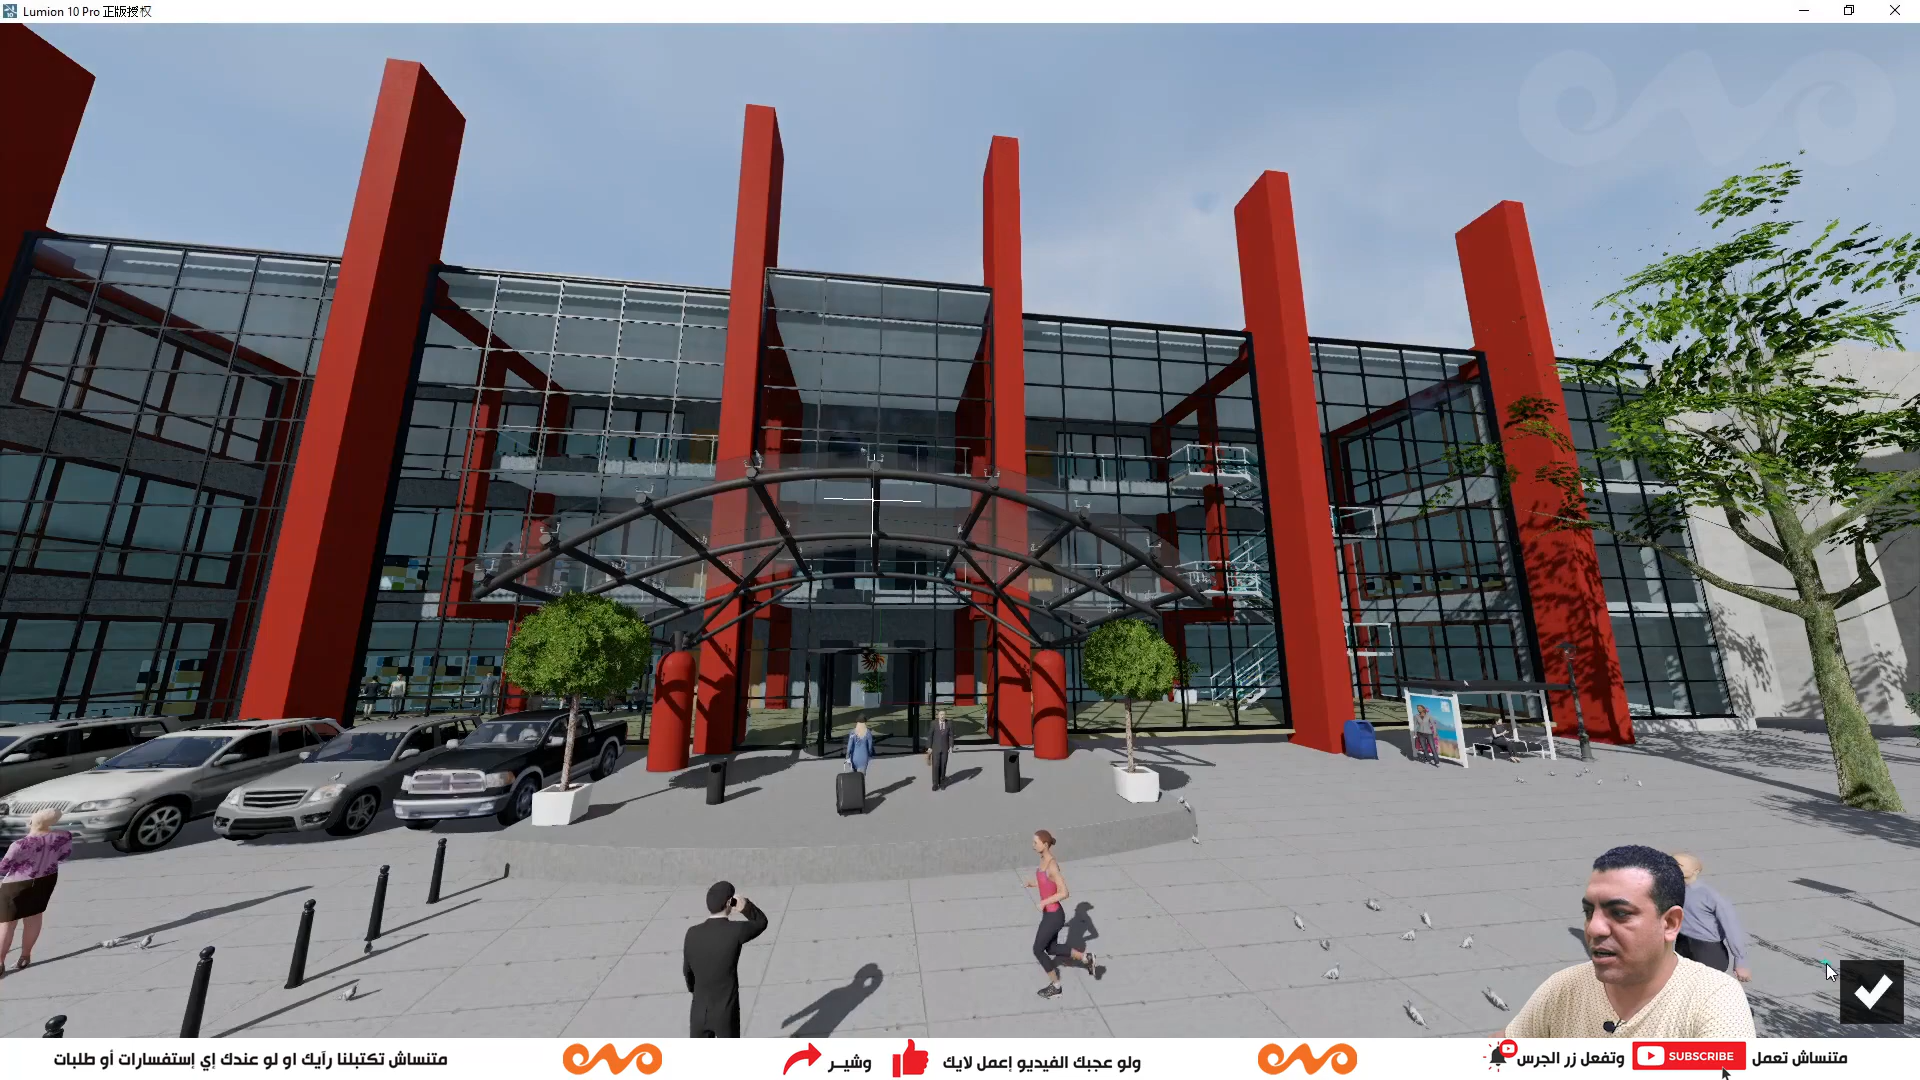 Lumion 10 Pro 正版授权
متنساش تعمل SUBSCRIBE وتفعل زر الجرس
ولو عجبك الفيديو إعمل لايك وشير
متنساش تكتبلنا رأيك او لو عندك إي إستفسارات أو طلبات